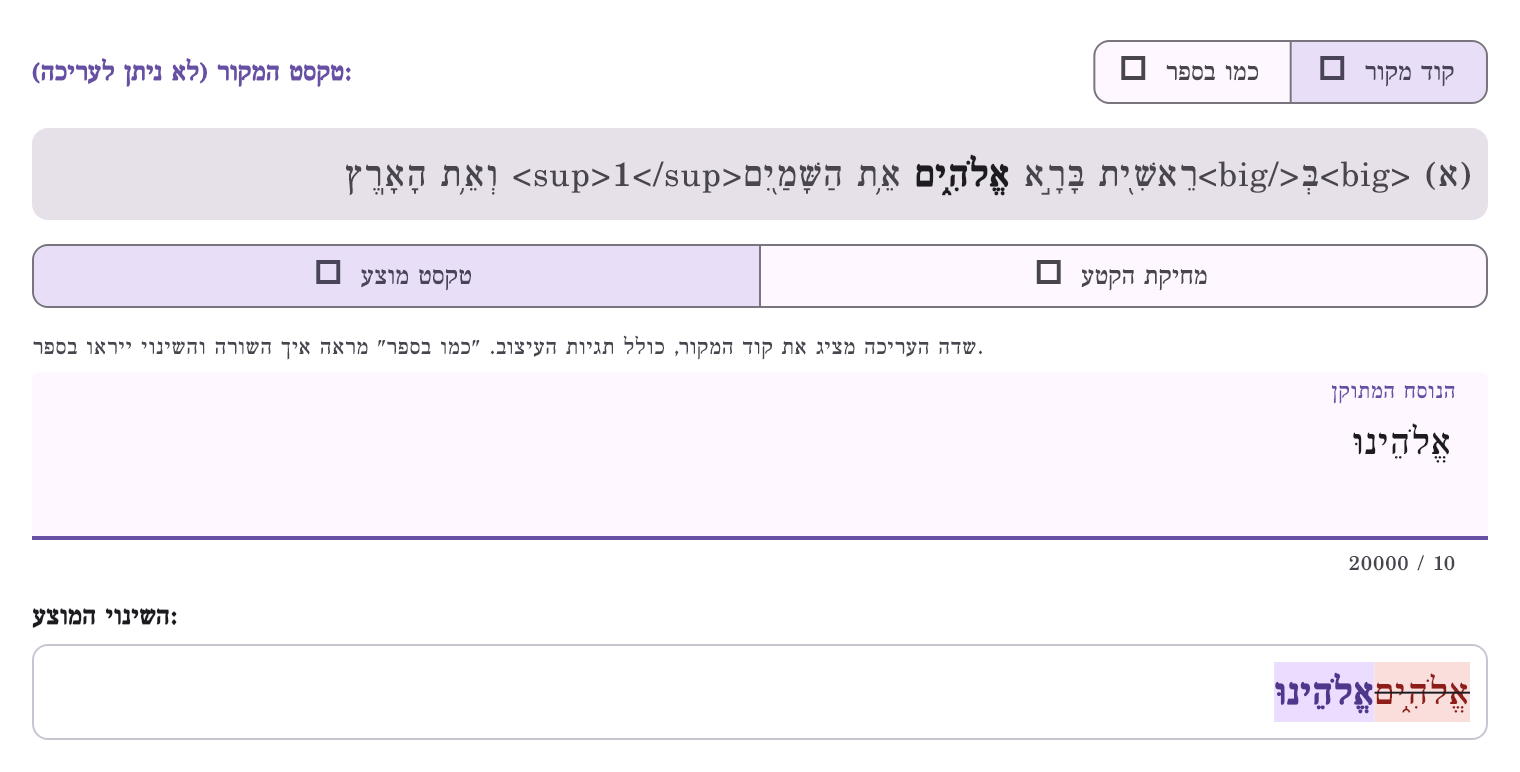 טקסט המקור (לא ניתן לעריכה):
קוד מקור
כמו בספר
(א) <big>בְּ</big>רֵאשִׁ֖ית בָּרָ֣א אֱלֹהִ֑ים אֵ֥ת הַשָּׁמַ֖יִם<sup>1</sup> וְאֵ֥ת הָאָֽרֶץ
מחיקת הקטע
טקסט מוצע
שדה העריכה מציג את קוד המקור, כולל תגיות העיצוב. "כמו בספר" מראה איך השורה והשינוי ייראו בספר.
הנוסח המתוקן
אֱלֹהֵינוּ
20000 / 10
השינוי המוצע:
אֱלֹהִ֑יםאֱלֹהֵינוּ